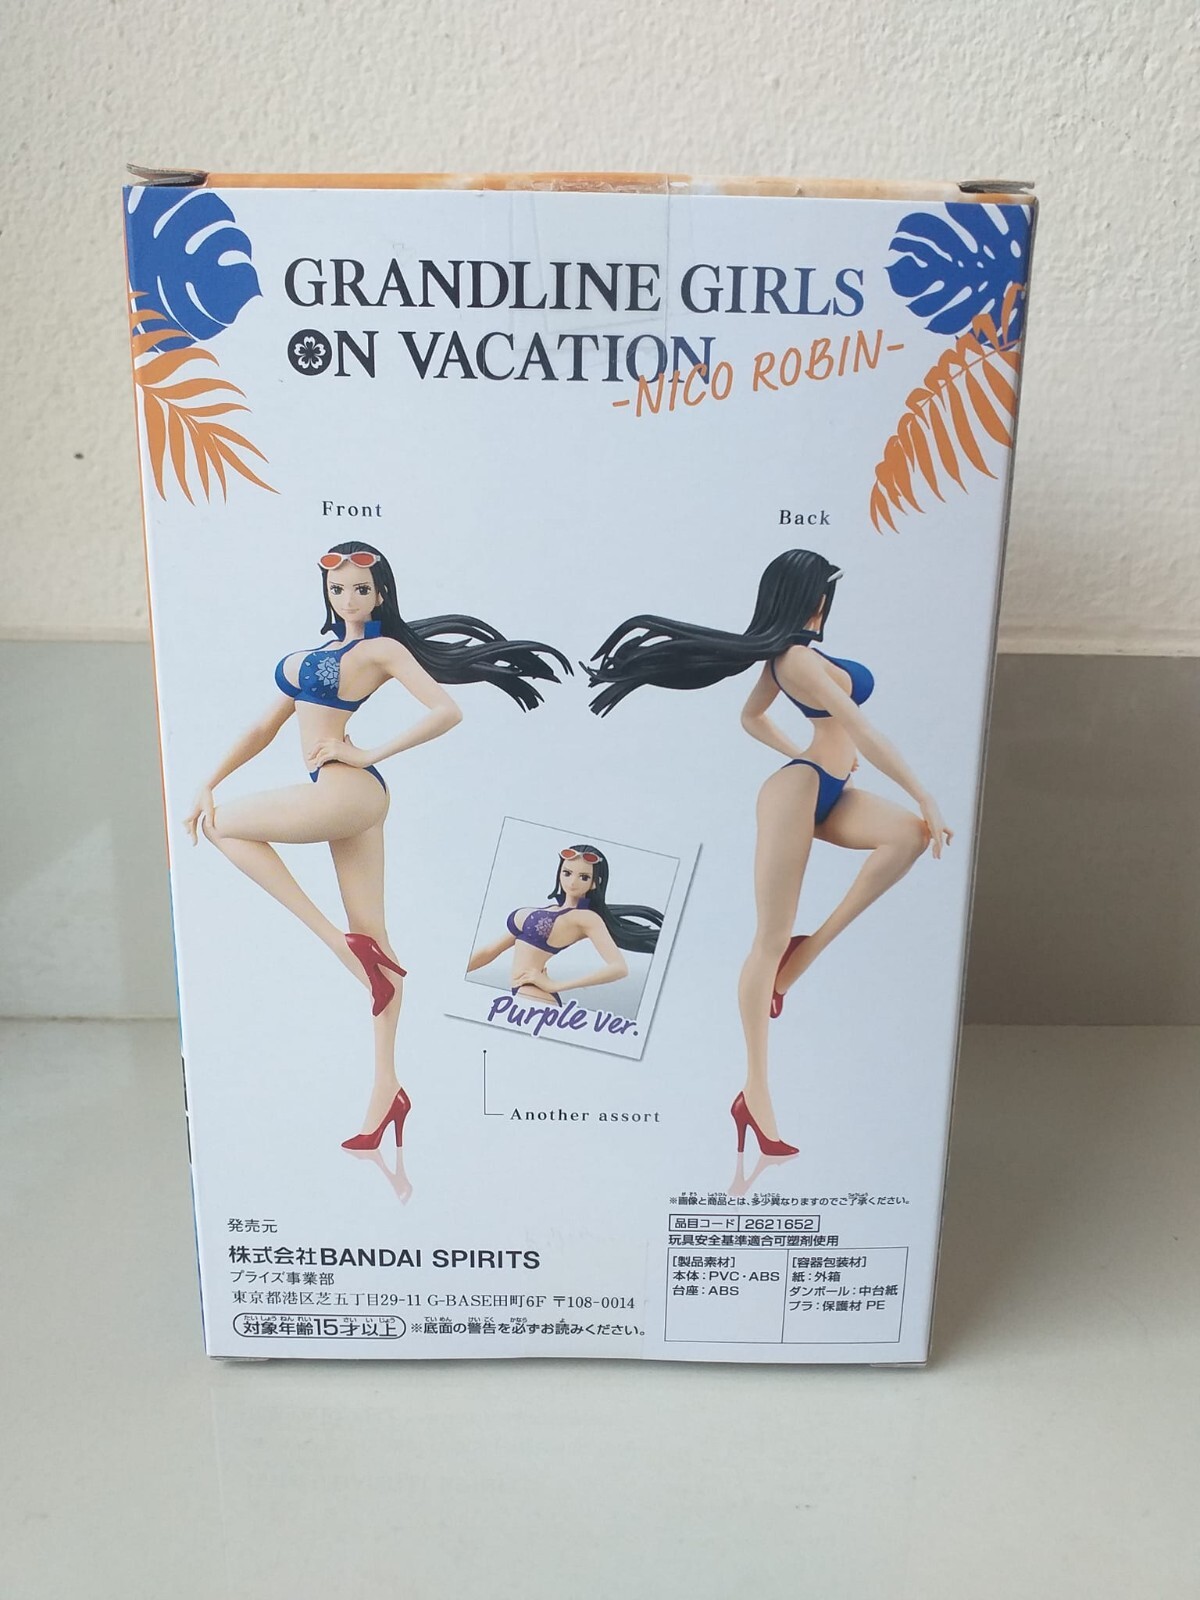 GRANDLINE GIRLS
ON VACATION
-NICO ROBIN-
Front
Back
Purple ver.
Another assort
※画像と商品とは、多少異なりますのでご了承ください。
発売元
株式会社BANDAI SPIRITS
プライズ事業部
東京都港区芝五丁目29-11 G-BASE田町6F 〒108-0014
対象年齢15才以上 ※底面の警告を必ずお読みください。
品目コード 2621652
玩具安全基準適合可塑剤使用
[製品素材]
本体:PVC・ABS
台座:ABS
[容器包装材]
紙:外箱
ダンボール:中台紙
プラ:保護材 PE